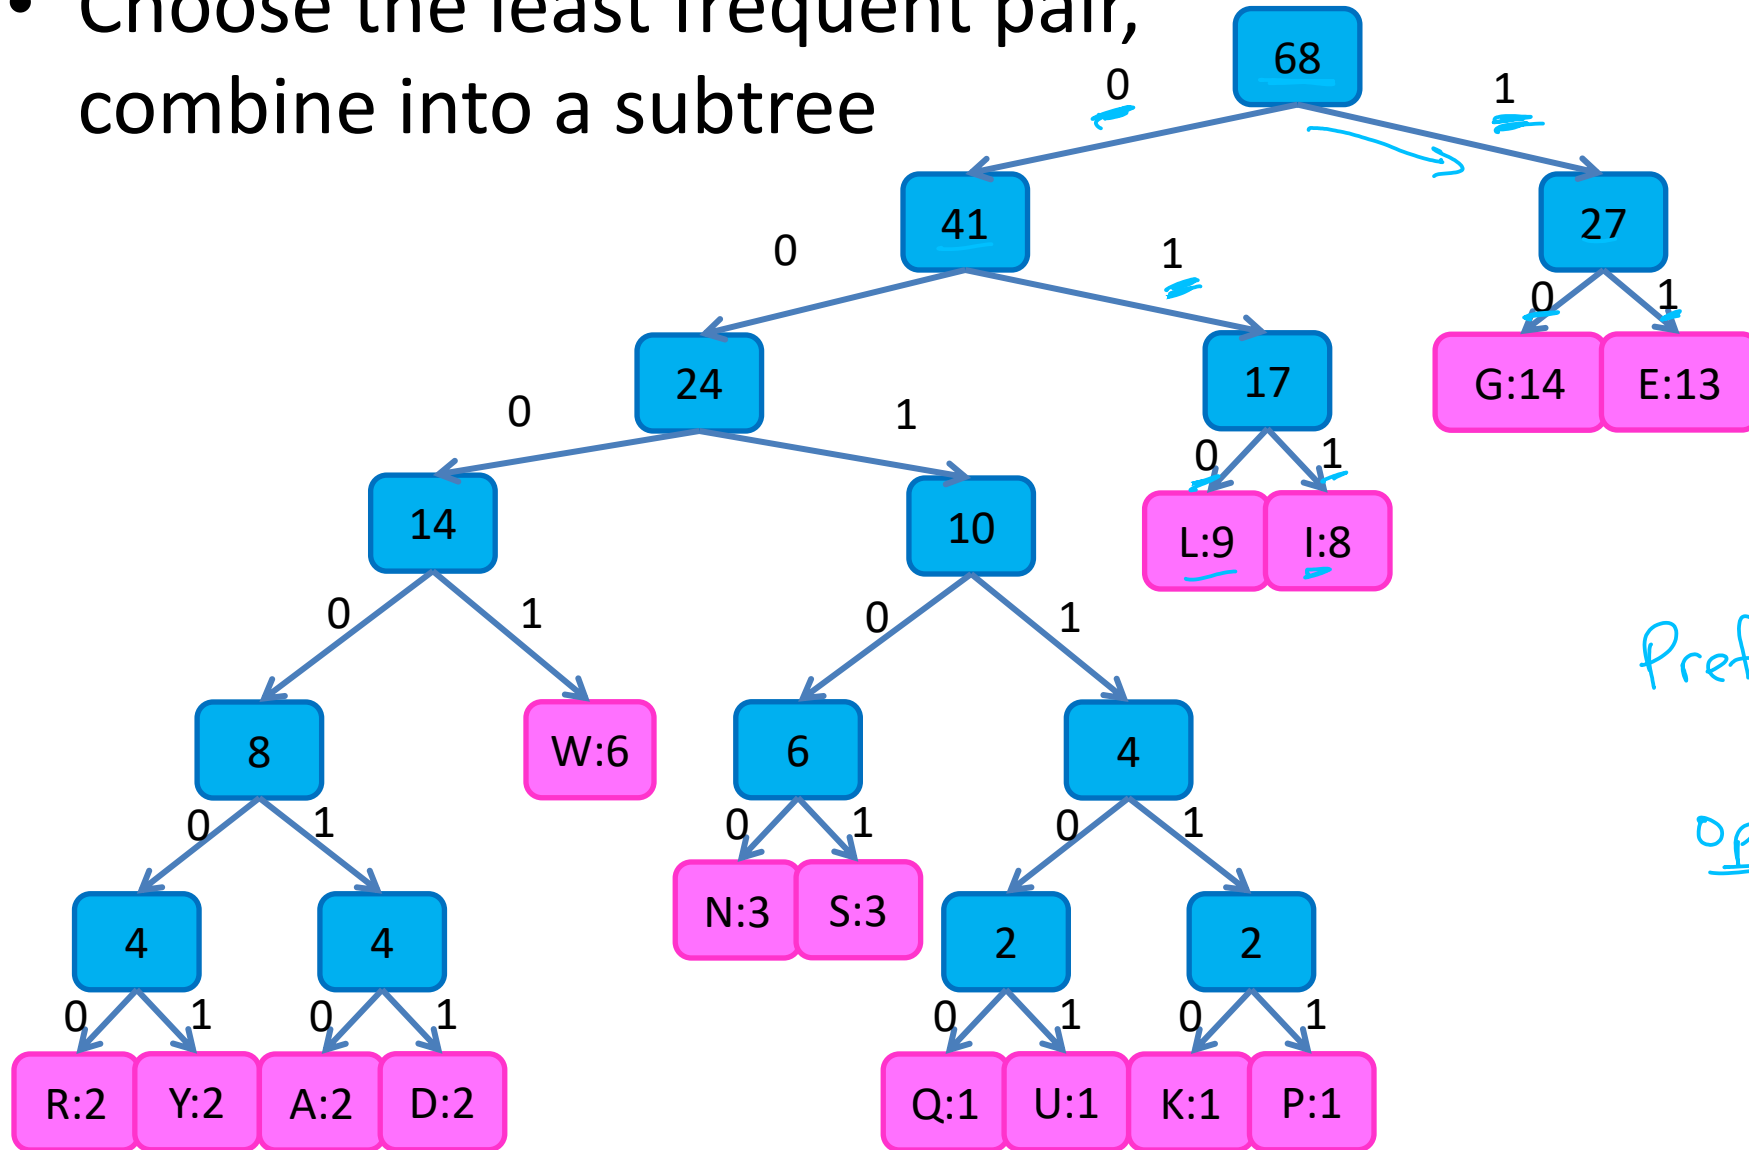 • Choose the least frequent pair,
combine into a subtree
68
0 1
41 27
0 1 0 1
24 17 G:14 E:13
0 1 0 1
14 10 L:9 I:8
0 1 0 1
8 W:6 6 4
0 1 0 1 0 1
4 4 N:3 S:3 2 2
0 1 0 1 0 1 0 1
R:2 Y:2 A:2 D:2 Q:1 U:1 K:1 P:1